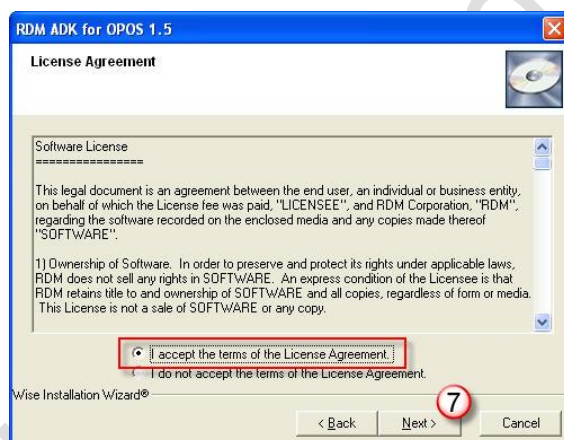 RDM ADK for OPOS 1.5
License Agreement
Software License
================
This legal document is an agreement between the end user, an individual or business entity,
on behalf of which the License fee was paid, "LICENSEE", and RDM Corporation, "RDM",
regarding the software recorded on the enclosed media and any copies made thereof
"SOFTWARE".
1) Ownership of Software. In order to preserve and protect its rights under applicable laws,
RDM does not sell any rights in SOFTWARE. An express condition of the Licensee is that
RDM retains title to and ownership of SOFTWARE and all copies, regardless of form or media.
This License is not a sale of SOFTWARE or any copy.
I accept the terms of the License Agreement.
I do not accept the terms of the License Agreement.
Wise Installation Wizard®
7
< Back
Next >
Cancel